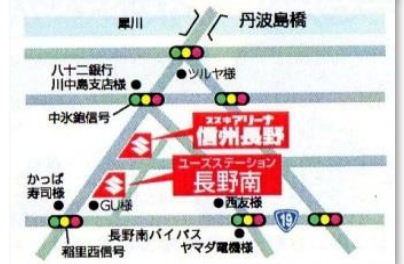 犀川
丹波島橋
八十二銀行
川中島支店様
ツルヤ様
中氷鉋信号
スズキアリーナ
信州長野
ユーズステーション
長野南
かっぱ
寿司様
GU様
西友様
長野南バイパス
19
ヤマダ電機様
稲里西信号